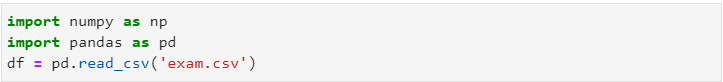 import numpy as np
import pandas as pd
df = pd.read_csv('exam.csv')